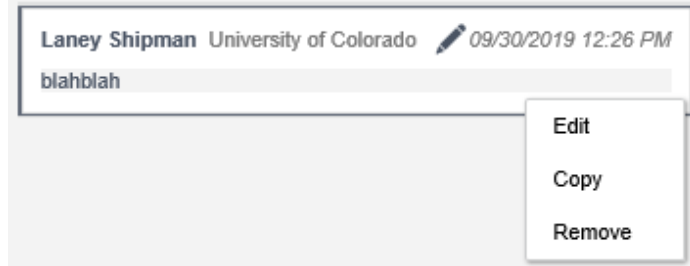 Laney Shipman University of Colorado 09/30/2019 12:26 PM
blahblah
Edit
Copy
Remove